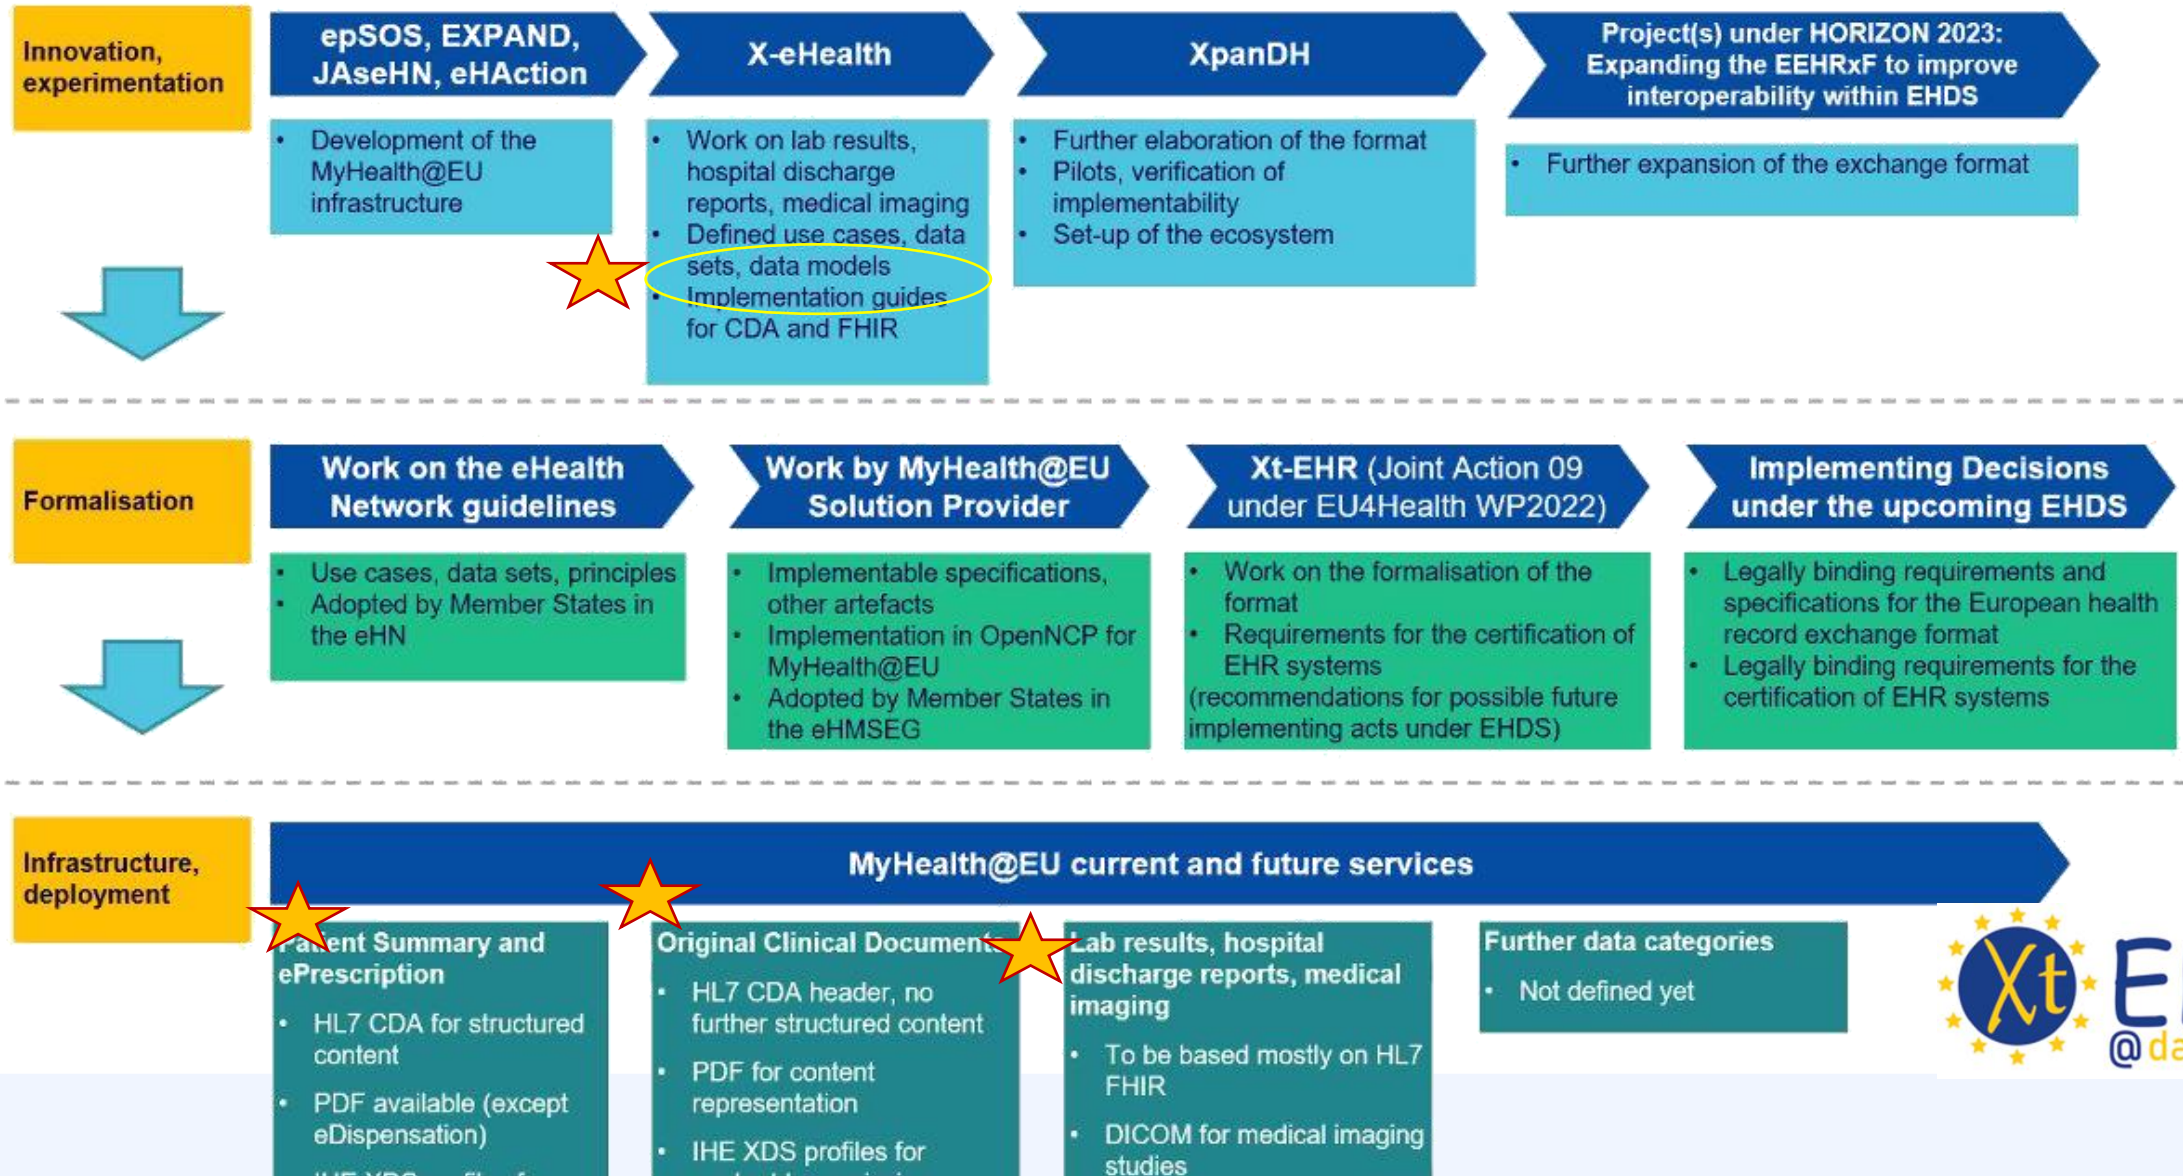 Innovation,
experimentation
epSOS, EXPAND,
JAseHN, eHAction
• Development of the
MyHealth@EU
infrastructure
X-eHealth
• Work on lab results,
hospital discharge
reports, medical imaging
• Defined use cases, data
sets, data models
• Implementation guides
for CDA and FHIR
XpanDH
• Further elaboration of the format
• Pilots, verification of
implementability
• Set-up of the ecosystem
Project(s) under HORIZON 2023:
Expanding the EEHRxF to improve
interoperability within EHDS
• Further expansion of the exchange format
Formalisation
Work on the eHealth
Network guidelines
• Use cases, data sets, principles
• Adopted by Member States in
the eHN
Work by MyHealth@EU
Solution Provider
• Implementable specifications,
other artefacts
• Implementation in OpenNCP for
MyHealth@EU
• Adopted by Member States in
the eHMSEG
Xt-EHR (Joint Action 09
under EU4Health WP2022)
• Work on the formalisation of the
format
• Requirements for the certification of
EHR systems
(recommendations for possible future
implementing acts under EHDS)
Implementing Decisions
under the upcoming EHDS
• Legally binding requirements and
specifications for the European health
record exchange format
• Legally binding requirements for the
certification of EHR systems
Infrastructure,
deployment
MyHealth@EU current and future services
Patient Summary and
ePrescription
• HL7 CDA for structured
content
• PDF available (except
eDispensation)
Original Clinical Documents
• HL7 CDA header, no
further structured content
• PDF for content
representation
• IHE XDS profiles for
Lab results, hospital
discharge reports, medical
imaging
• To be based mostly on HL7
FHIR
• DICOM for medical imaging
studies
Further data categories
• Not defined yet
Xt